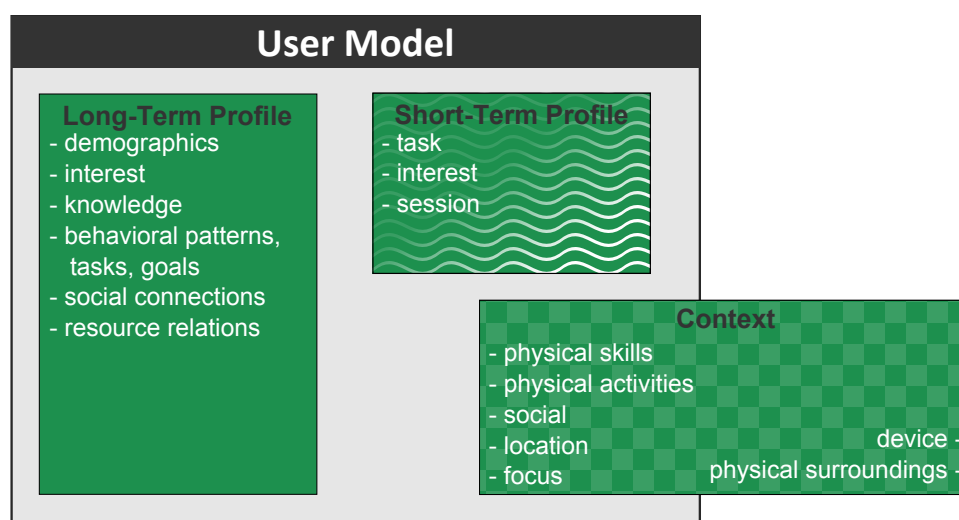 User Model
Long-Term Profile
- demographics
- interest
- knowledge
- behavioral patterns,
tasks, goals
- social connections
- resource relations
Short-Term Profile
- task
- interest
- session
Context
- physical skills
- physical activities
- social
- location
- focus
device -
physical surroundings -